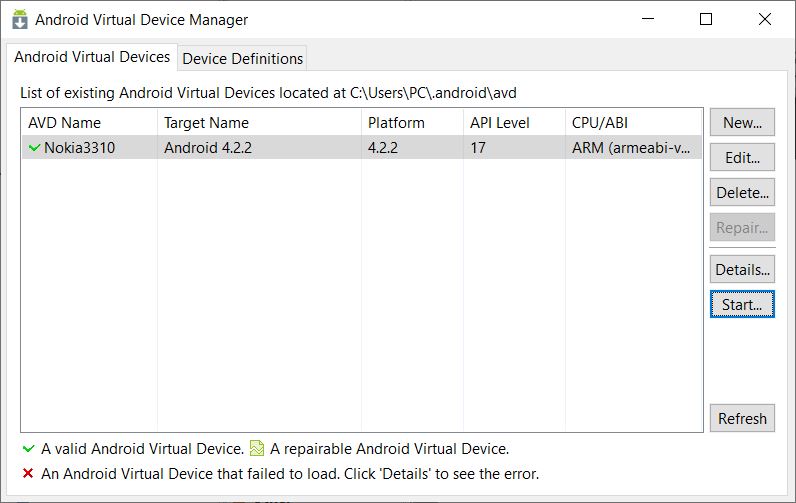 Android Virtual Device Manager
Android Virtual Devices
Device Definitions
List of existing Android Virtual Devices located at C:\Users\PC\.android\avd
AVD Name Target Name Platform API Level CPU/ABI
Nokia3310 Android 4.2.2 4.2.2 17 ARM (armeabi-v...
New...
Edit...
Delete...
Repair...
Details...
Start...
Refresh
A valid Android Virtual Device. A repairable Android Virtual Device.
An Android Virtual Device that failed to load. Click 'Details' to see the error.